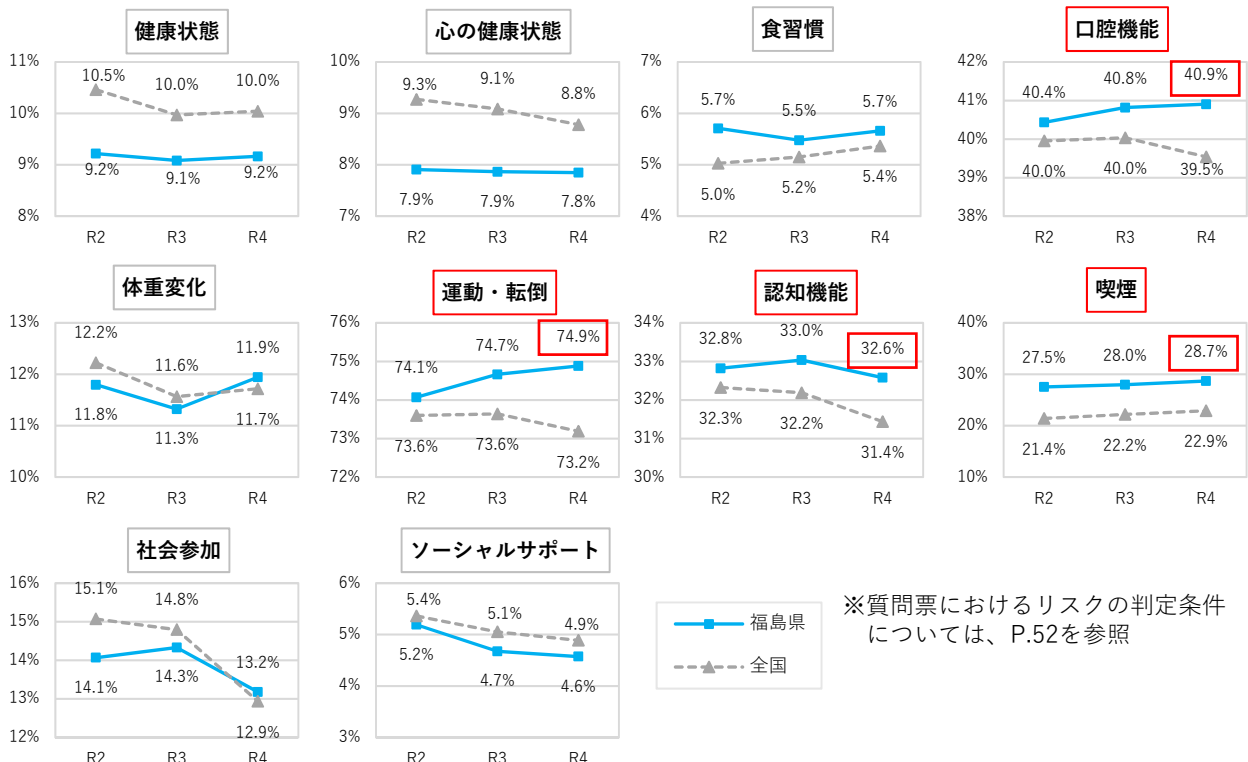 健康状態
11%
10%
9%
8%
10.5%
10.0%
10.0%
9.2%
9.1%
9.2%
R2
R3
R4
心の健康状態
10%
9%
8%
7%
9.3%
9.1%
8.8%
7.9%
7.9%
7.8%
R2
R3
R4
食習慣
7%
6%
5%
4%
5.7%
5.5%
5.7%
5.0%
5.2%
5.4%
R2
R3
R4
口腔機能
42%
41%
40%
39%
38%
40.4%
40.8%
40.9%
40.0%
40.0%
39.5%
R2
R3
R4
体重変化
13%
12%
11%
10%
12.2%
11.6%
11.9%
11.8%
11.3%
11.7%
R2
R3
R4
運動・転倒
76%
75%
74%
73%
72%
74.1%
74.7%
74.9%
73.6%
73.6%
73.2%
R2
R3
R4
認知機能
34%
33%
32%
31%
30%
32.8%
33.0%
32.6%
32.3%
32.2%
31.4%
R2
R3
R4
喫煙
40%
30%
20%
10%
27.5%
28.0%
28.7%
21.4%
22.2%
22.9%
R2
R3
R4
社会参加
16%
15%
14%
13%
12%
15.1%
14.8%
13.2%
14.1%
14.3%
12.9%
R2
R3
R4
ソーシャルサポート
6%
5%
4%
3%
5.4%
5.1%
4.9%
5.2%
4.7%
4.6%
R2
R3
R4
福島県
全国
※質問票におけるリスクの判定条件
については、P.52を参照